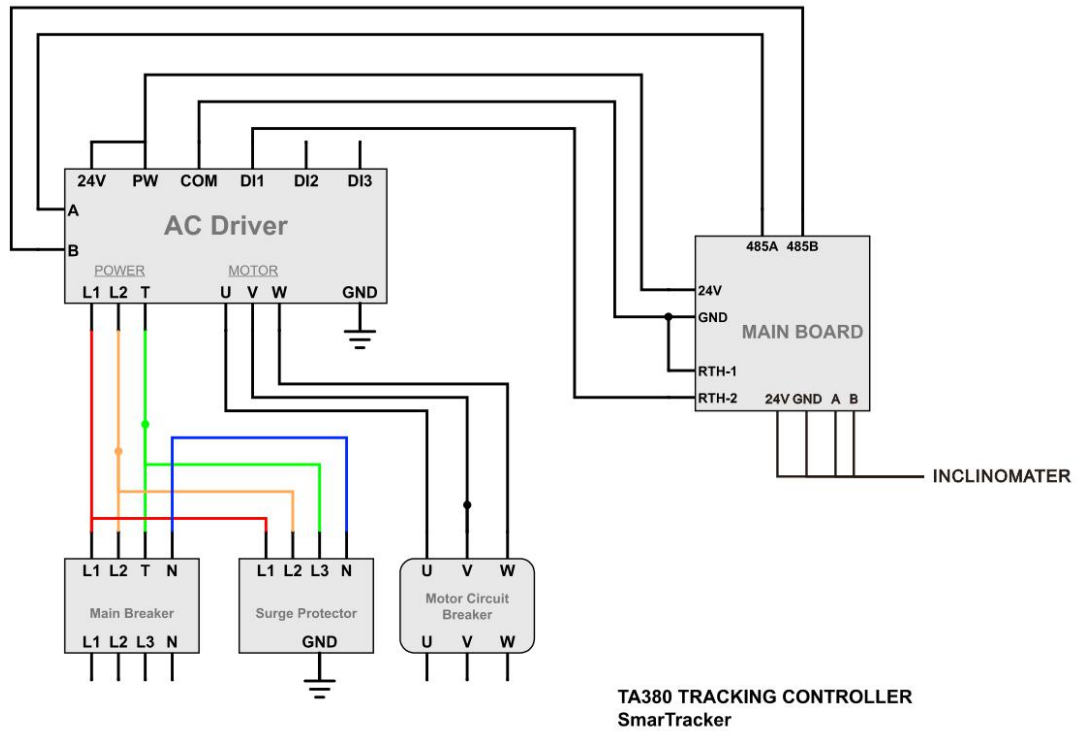 24V PW COM DI1 DI2 DI3
A
AC Driver
B
POWER MOTOR
L1 L2 T U V W GND
485A 485B
24V
GND
MAIN BOARD
RTH-1
RTH-2
24V GND A B
INCLINOMATER
L1 L2 T N
Main Breaker
L1 L2 L3 N
L1 L2 L3 N
Surge Protector
GND
U V W
Motor Circuit
Breaker
U V W
TA380 TRACKING CONTROLLER
SmarTracker